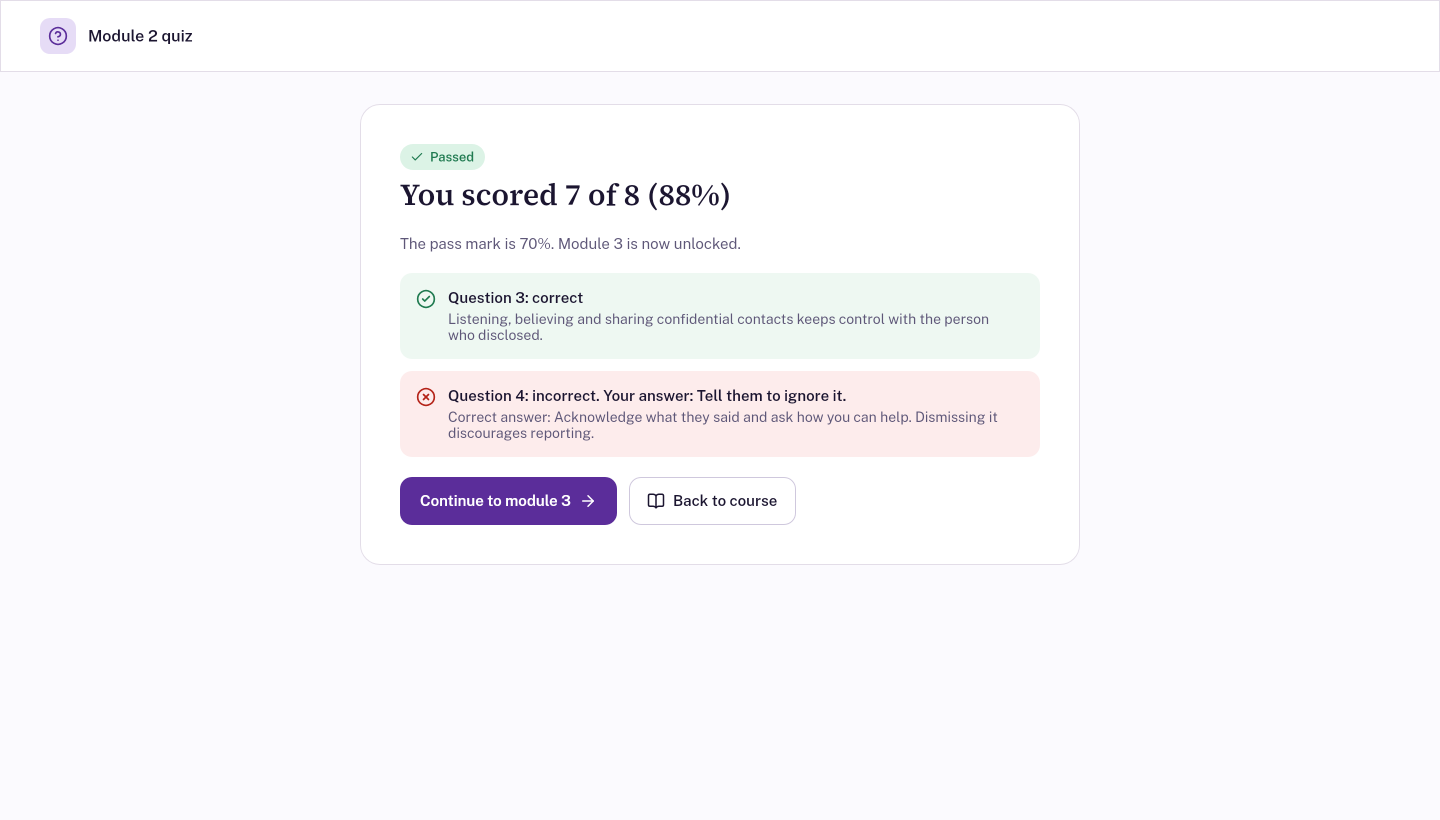 Module 2 quiz
Passed
You scored 7 of 8 (88%)
The pass mark is 70%. Module 3 is now unlocked.
Question 3: correct
Listening, believing and sharing confidential contacts keeps control with the person
who disclosed.
Question 4: incorrect. Your answer: Tell them to ignore it.
Correct answer: Acknowledge what they said and ask how you can help. Dismissing it
discourages reporting.
Continue to module 3
Back to course